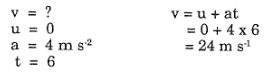 v = ?
u = 0
a = 4 m s⁻²
t = 6
v = u + at
= 0 + 4 x 6
= 24 m s⁻¹